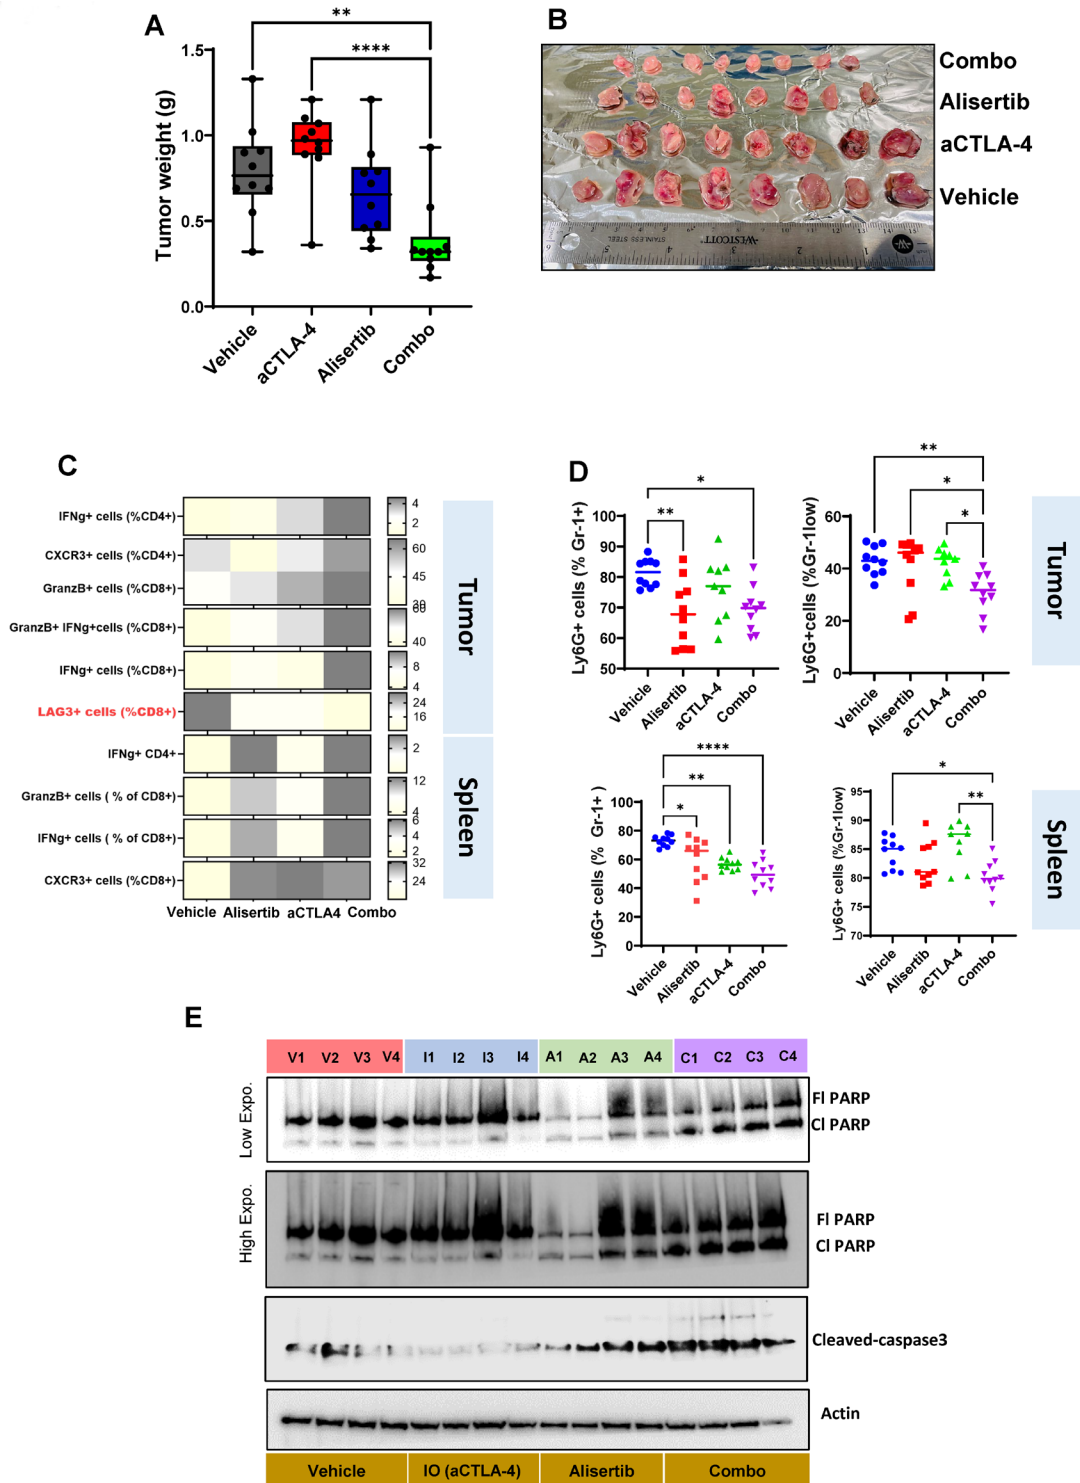 A
**
****
1.5
1.0
0.5
0.0
Tumor weight (g)
Vehicle
aCTLA-4
Alisertib
Combo
B
Combo
Alisertib
aCTLA-4
Vehicle
WESTCOTT
STAINLESS STEEL
C
IFNg+ cells (%CD4+)
CXCR3+ cells (%CD4+)
GranzB+ cells (%CD8+)
GranzB+ IFNg+cells (%CD8+)
IFNg+ cells (%CD8+)
LAG3+ cells (%CD8+)
IFNg+ CD4+
GranzB+ cells ( % of CD8+)
IFNg+ cells ( % of CD8+)
CXCR3+ cells (%CD8+)
4
2
60
45
40
8
4
24
16
2
12
4
6
4
2
32
24
Tumor
Spleen
Vehicle Alisertib aCTLA4 Combo
D
*
**
100
90
80
70
60
50
Ly6G+ cells (% Gr-1+)
Vehicle
Alisertib
aCTLA-4
Combo
**
*
*
60
40
20
0
Ly6G+cells (%Gr-1low)
Vehicle
Alisertib
aCTLA-4
Combo
Tumor
****
**
*
100
80
60
40
20
0
Ly6G+ cells (% Gr-1+)
Vehicle
Alisertib
aCTLA-4
Combo
*
**
95
90
85
80
75
70
Ly6G+ cells (%Gr-1low)
Vehicle
Alisertib
aCTLA-4
Combo
Spleen
E
V1 V2 V3 V4 I1 I2 I3 I4 A1 A2 A3 A4 C1 C2 C3 C4
Low Expo.
Fl PARP
Cl PARP
High Expo.
Fl PARP
Cl PARP
Cleaved-caspase3
Actin
Vehicle IO (aCTLA-4) Alisertib Combo